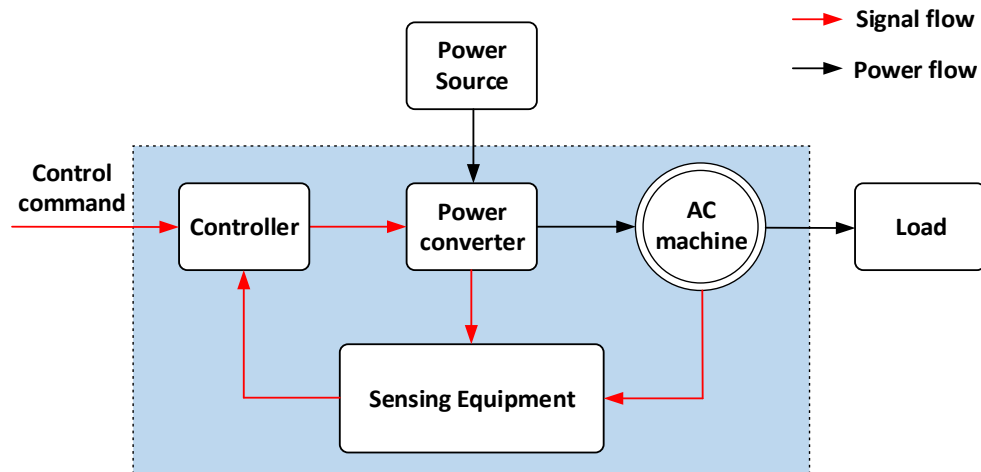 Signal flow
Power flow
Power
Source
Control
command
Controller
Power
converter
AC
machine
Load
Sensing Equipment